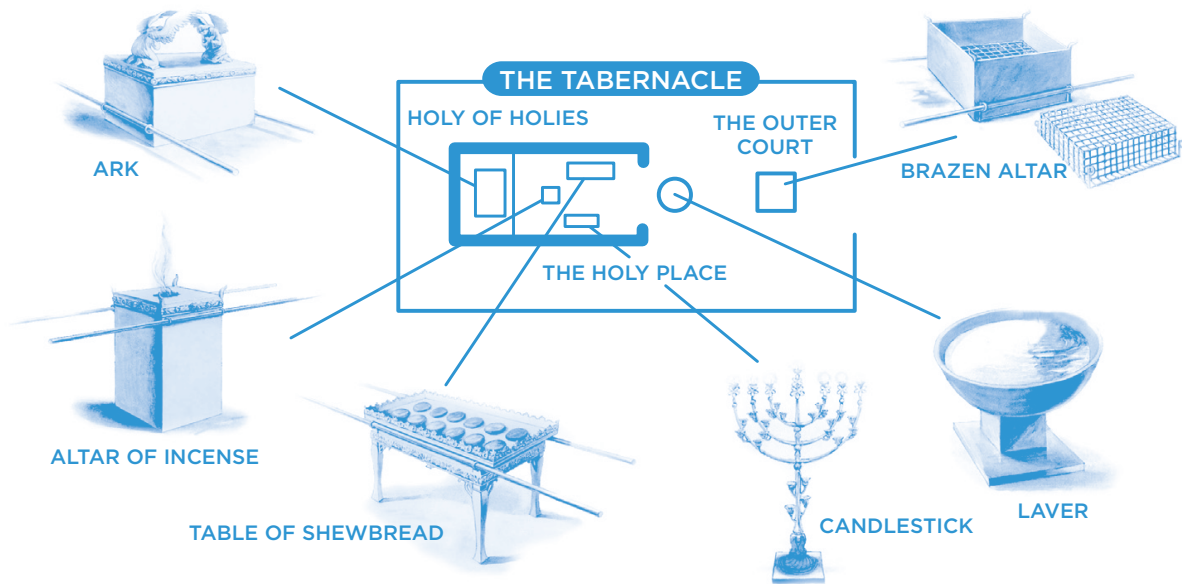 THE TABERNACLE
HOLY OF HOLIES
THE OUTER
COURT
ARK
BRAZEN ALTAR
THE HOLY PLACE
ALTAR OF INCENSE
TABLE OF SHEWBREAD
CANDLESTICK
LAVER